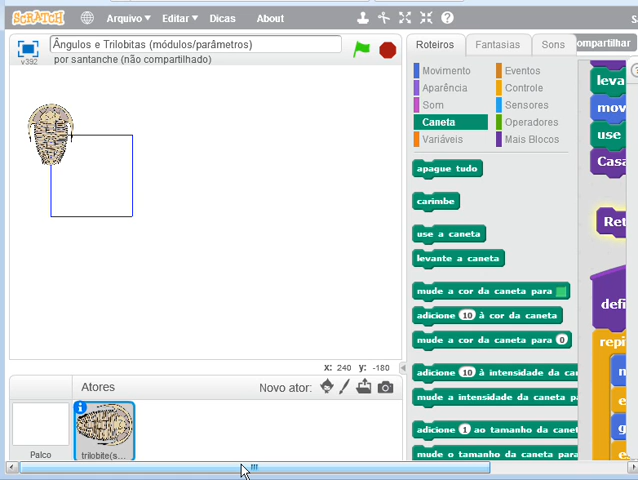 SCRATCH Arquivo Editar Dicas About
Ângulos e Trilobitas (módulos/parâmetros)
por santanche (não compartilhado)
v392
Roteiros Fantasias Sons ompartilhar
Movimento Eventos
Aparência Controle
Som Sensores
Caneta Operadores
Variáveis Mais Blocos
apague tudo
carimbe
use a caneta
levante a caneta
mude a cor da caneta para
adicione 10 à cor da caneta
mude a cor da caneta para 0
adicione 10 à intensidade da can
mude a intensidade da caneta p
adicione 1 ao tamanho da canet
mude o tamanho da caneta para
leva
mov
use
Casa
Ret
defi
repi
x: 240 y: -180
Atores Novo ator:
Palco
trilobite(s...